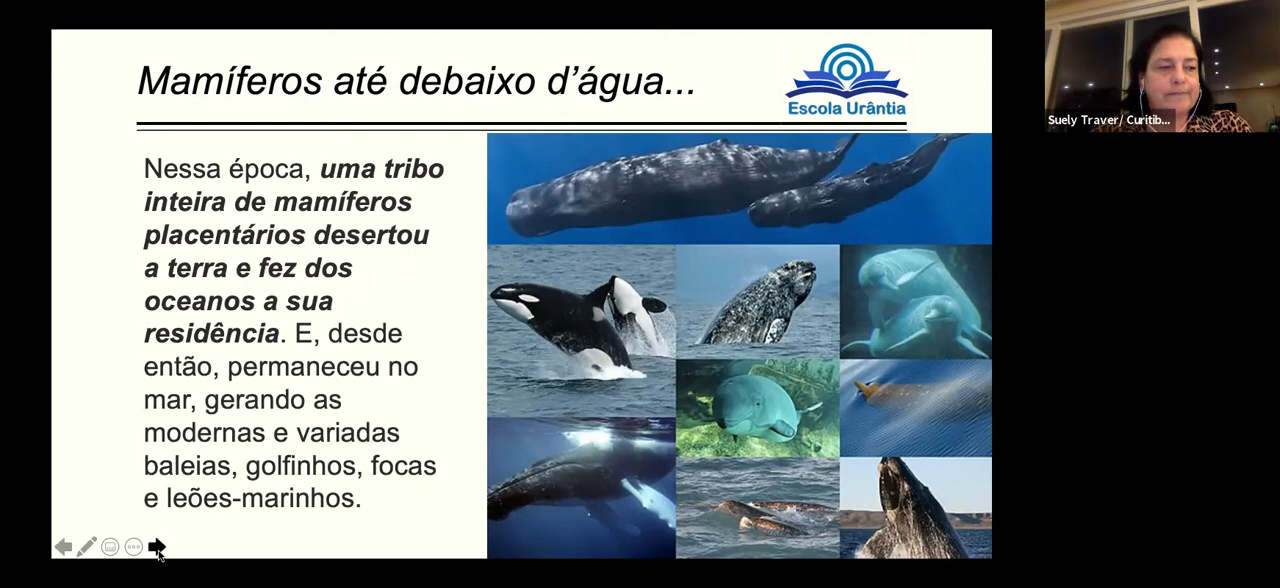 Mamíferos até debaixo d’água...
Escola Urântia
Nessa época, uma tribo
inteira de mamíferos
placentários desertou
a terra e fez dos
oceanos a sua
residência. E, desde
então, permaneceu no
mar, gerando as
modernas e variadas
baleias, golfinhos, focas
e leões-marinhos.
Suely Traver/ Curitib...